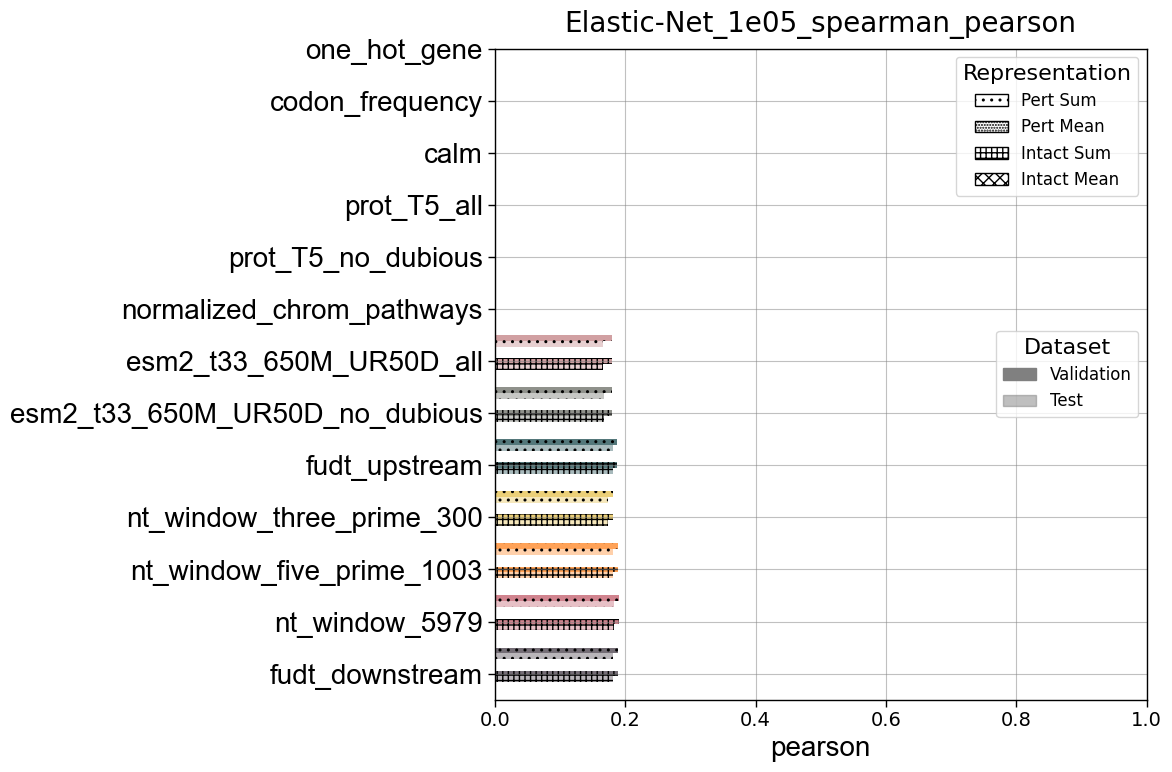 Elastic-Net_1e05_spearman_pearson
one_hot_gene
codon_frequency
calm
prot_T5_all
prot_T5_no_dubious
normalized_chrom_pathways
esm2_t33_650M_UR50D_all
esm2_t33_650M_UR50D_no_dubious
fudt_upstream
nt_window_three_prime_300
nt_window_five_prime_1003
nt_window_5979
fudt_downstream
Representation
Pert Sum
Pert Mean
Intact Sum
Intact Mean
Dataset
Validation
Test
0.0 0.2 0.4 0.6 0.8 1.0
pearson